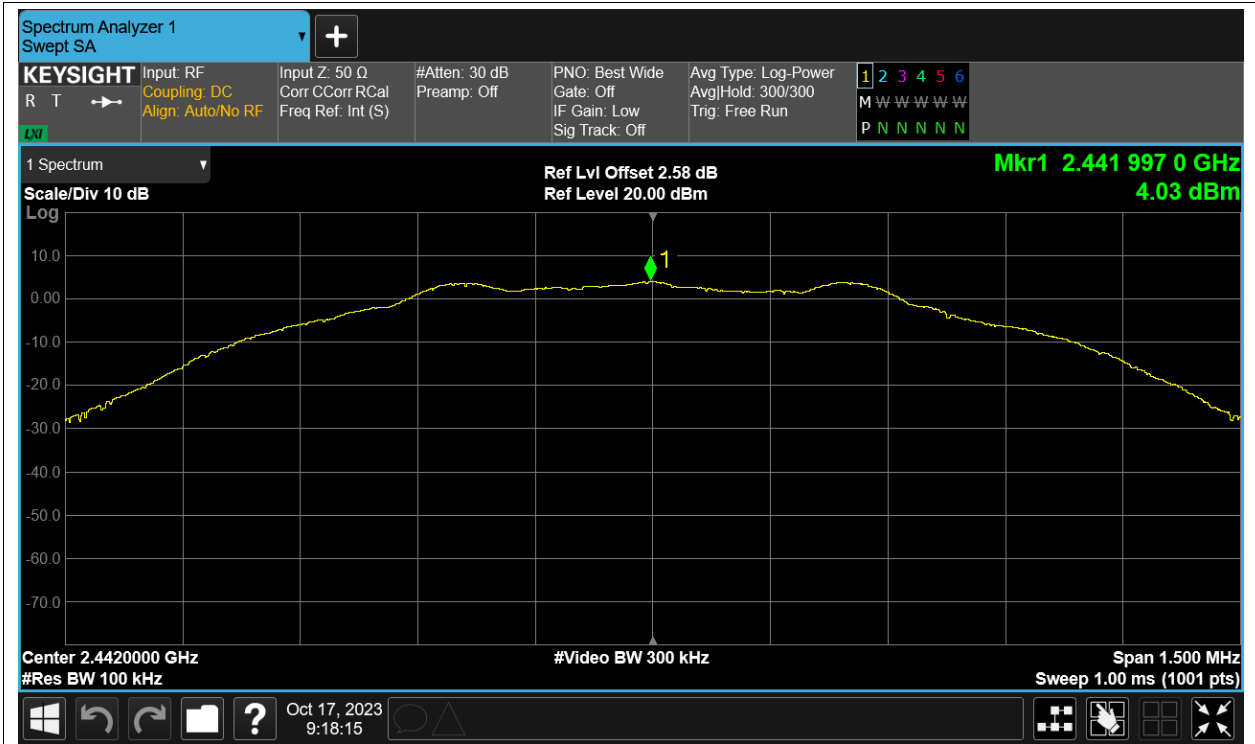 Spectrum Analyzer 1
Swept SA
+
KEYSIGHT
R T
LXI
Input: RF
Coupling: DC
Align: Auto/No RF
Input Z: 50 Ω
Corr CCorr RCal
Freq Ref: Int (S)
#Atten: 30 dB
Preamp: Off
PNO: Best Wide
Gate: Off
IF Gain: Low
Sig Track: Off
Avg Type: Log-Power
Avg|Hold: 300/300
Trig: Free Run
1 2 3 4 5 6
M W W W W W
P N N N N N
1 Spectrum
Scale/Div 10 dB
Ref Lvl Offset 2.58 dB
Ref Level 20.00 dBm
Mkr1 2.441 997 0 GHz
4.03 dBm
Log
1
10.0
0.00
-10.0
-20.0
-30.0
-40.0
-50.0
-60.0
-70.0
Center 2.4420000 GHz
#Res BW 100 kHz
#Video BW 300 kHz
Span 1.500 MHz
Sweep 1.00 ms (1001 pts)
?
Oct 17, 2023
9:18:15